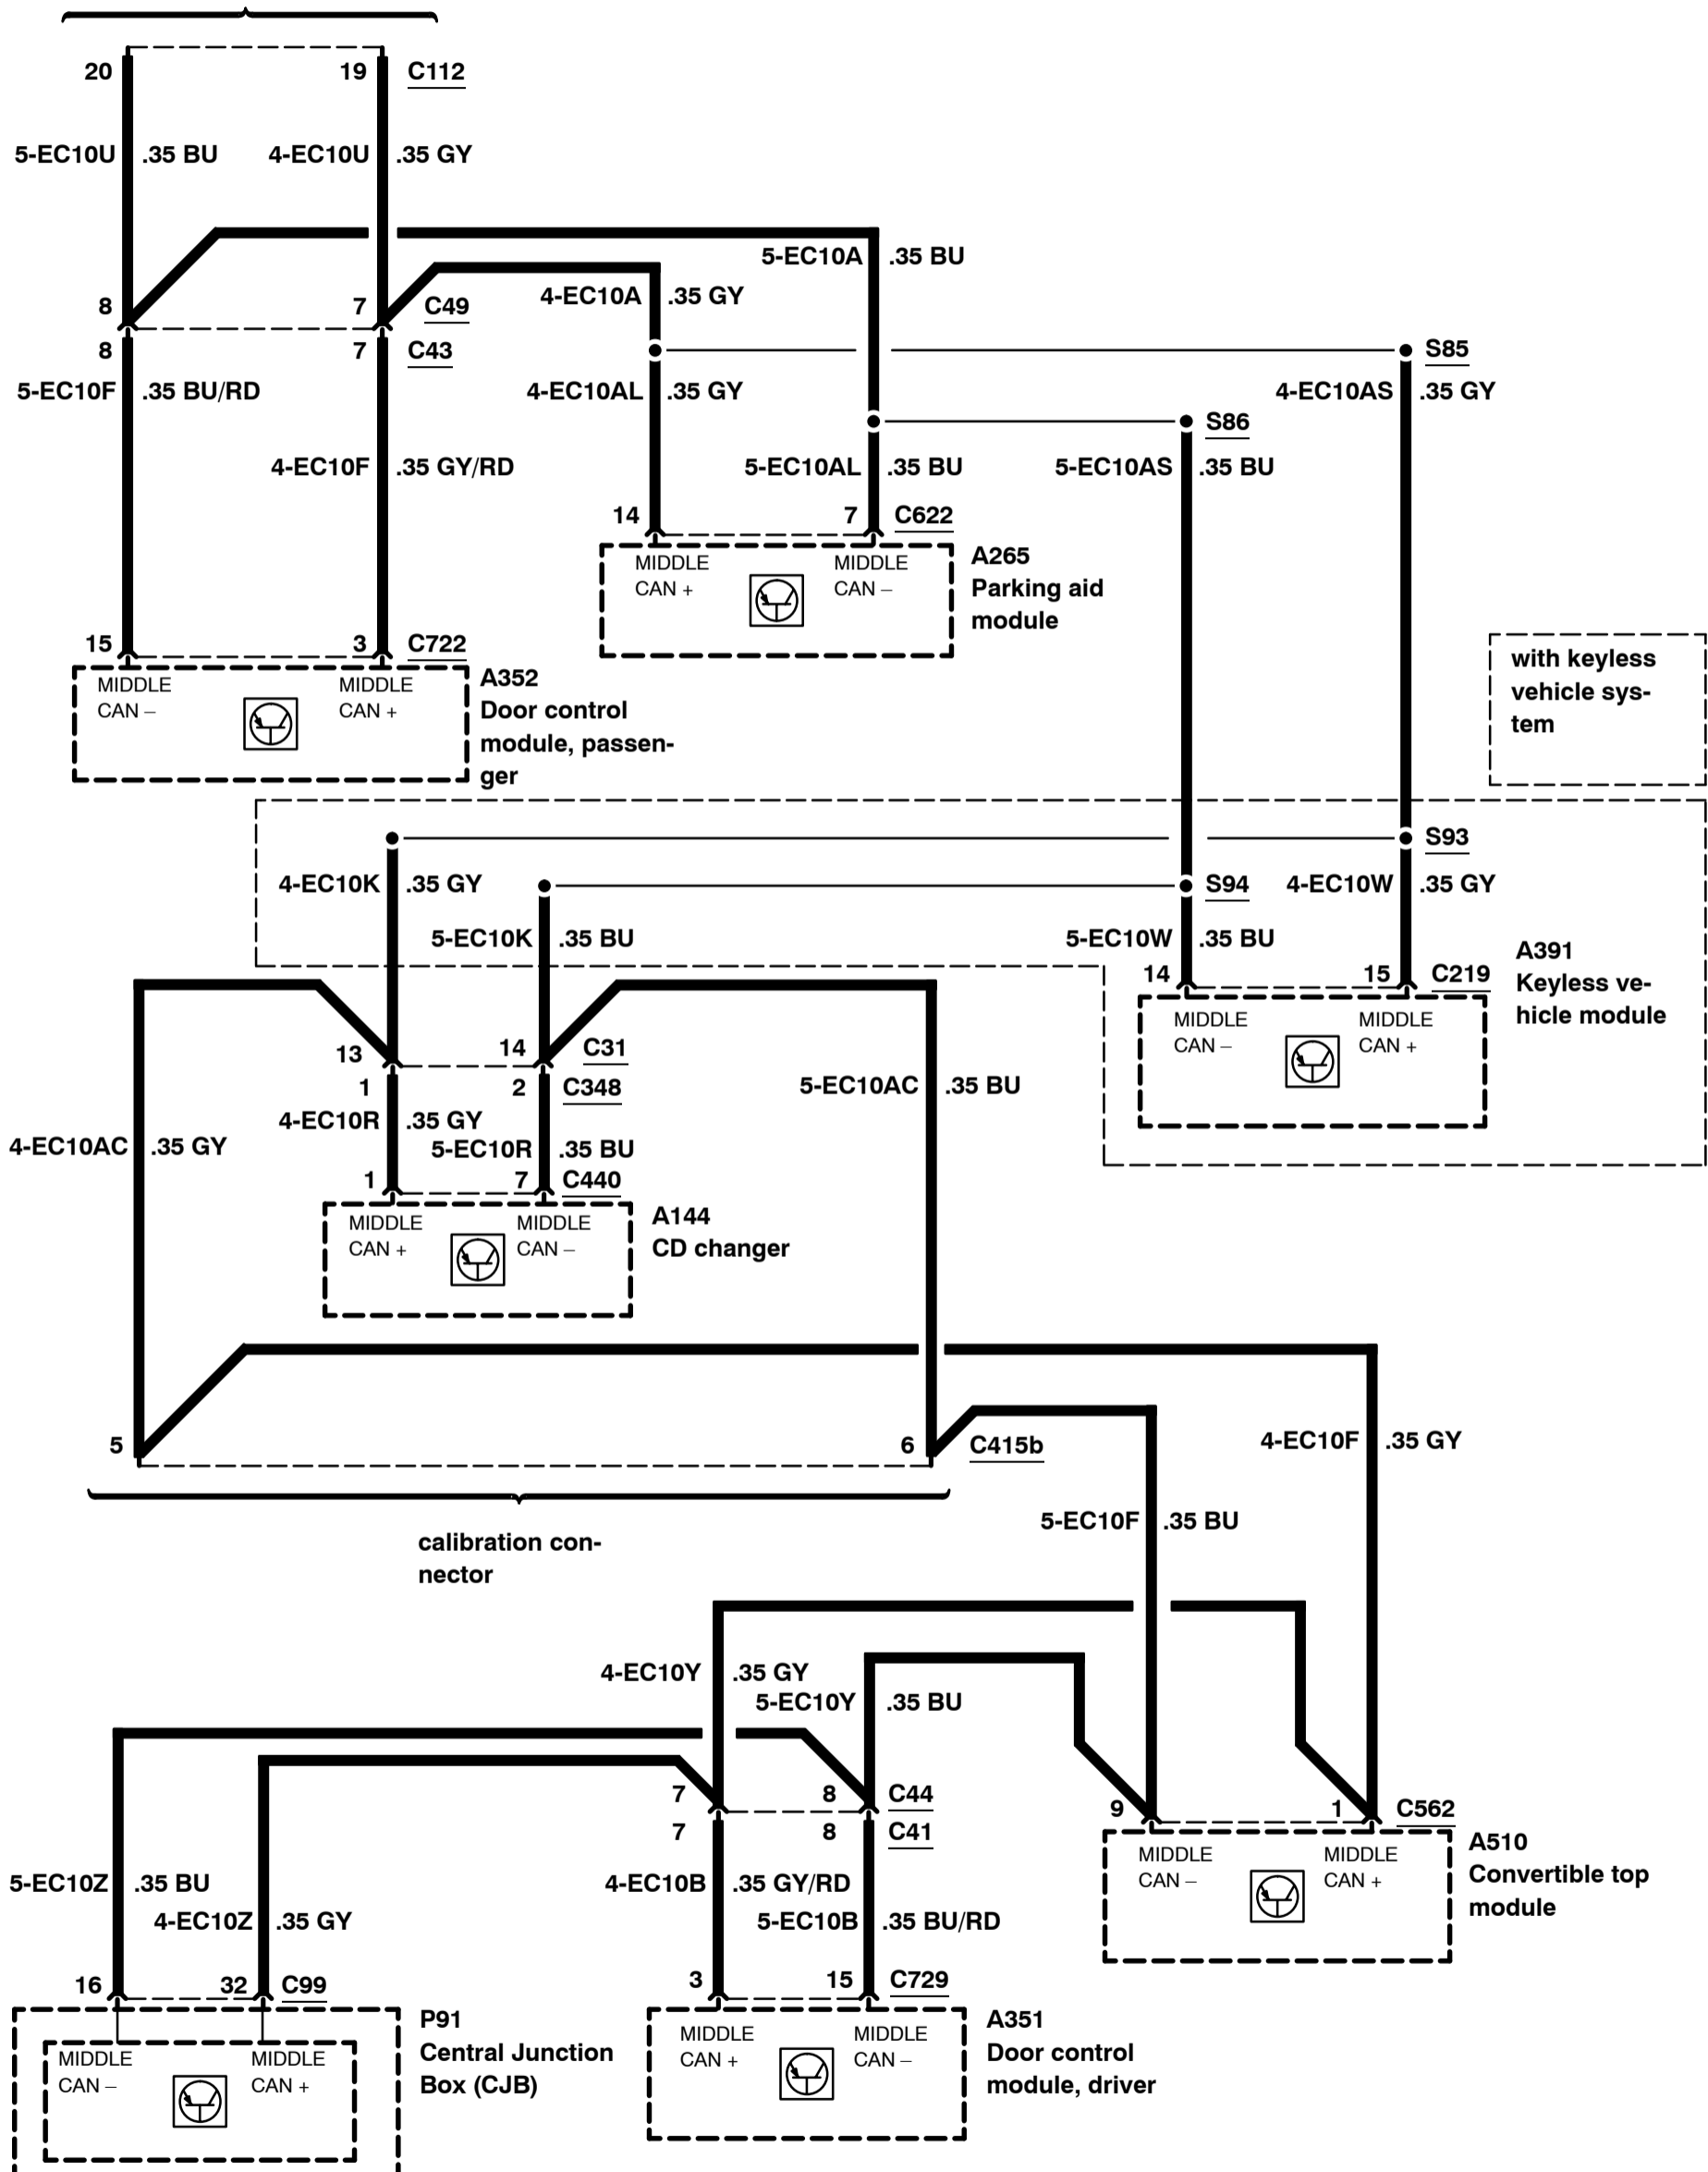 20 19 C112
5-EC10U .35 BU 4-EC10U .35 GY
5-EC10A .35 BU
4-EC10A .35 GY
8 7 C49
8 7 C43
S85
5-EC10F .35 BU/RD 4-EC10AL .35 GY 4-EC10AS .35 GY
S86
4-EC10F .35 GY/RD 5-EC10AL .35 BU 5-EC10AS .35 BU
14 7 C622
MIDDLE MIDDLE
CAN + CAN –
A265
Parking aid
module
15 3 C722
MIDDLE MIDDLE
CAN – CAN +
A352
Door control
module, passen-
ger
with keyless
vehicle sys-
tem
S93
4-EC10K .35 GY S94 4-EC10W .35 GY
5-EC10K .35 BU 5-EC10W .35 BU
14 15 C219
MIDDLE MIDDLE
CAN – CAN +
A391
Keyless ve-
hicle module
13 14 C31
1 2 C348
5-EC10AC .35 BU
4-EC10R .35 GY
4-EC10AC .35 GY 5-EC10R .35 BU
1 7 C440
MIDDLE MIDDLE
CAN + CAN –
A144
CD changer
5 6 C415b
4-EC10F .35 GY
5-EC10F .35 BU
calibration con-
nector
4-EC10Y .35 GY
5-EC10Y .35 BU
7 8 C44
7 8 C41
9 1 C562
MIDDLE MIDDLE
CAN – CAN +
A510
Convertible top
module
5-EC10Z .35 BU 4-EC10B .35 GY/RD
4-EC10Z .35 GY 5-EC10B .35 BU/RD
16 32 C99
3 15 C729
P91
Central Junction
Box (CJB)
MIDDLE MIDDLE
CAN – CAN +
MIDDLE MIDDLE
CAN + CAN –
A351
Door control
module, driver